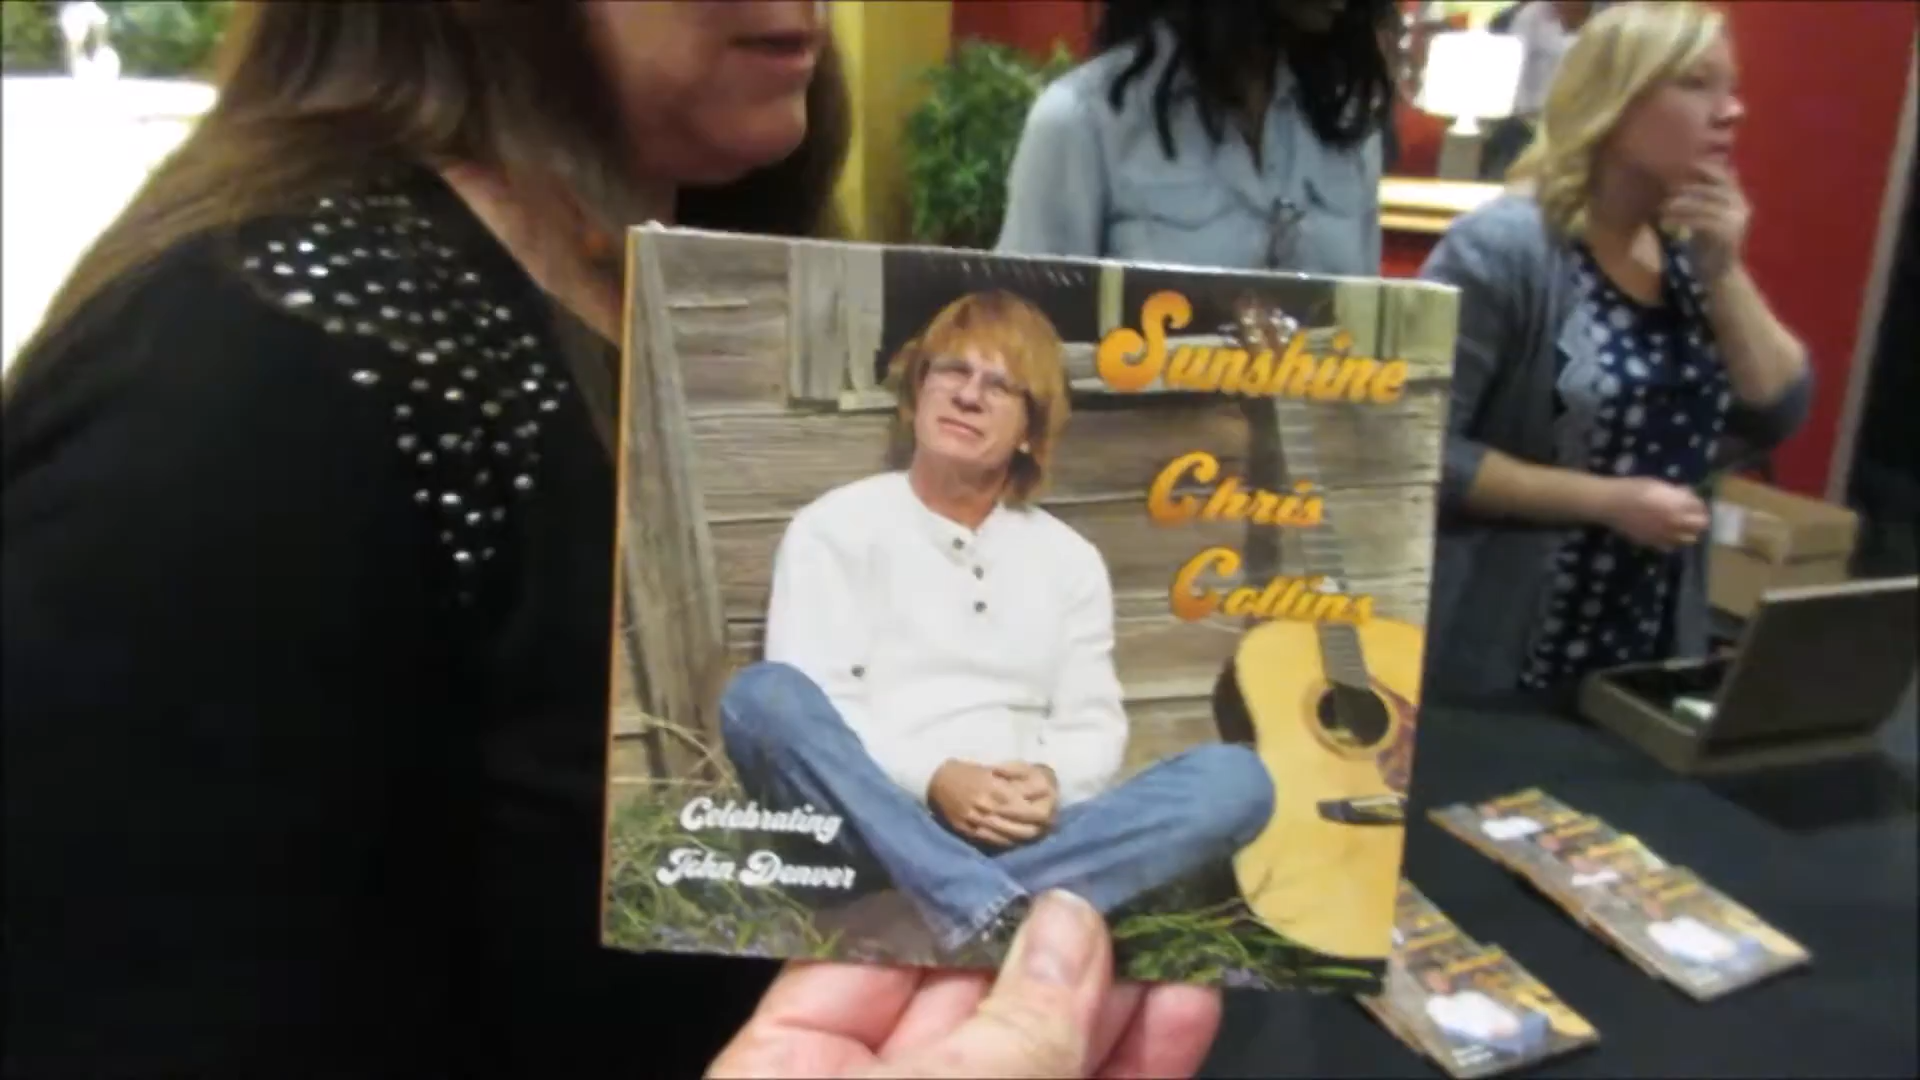 Sunshine
Chris
Collins
Celebrating
John Denver